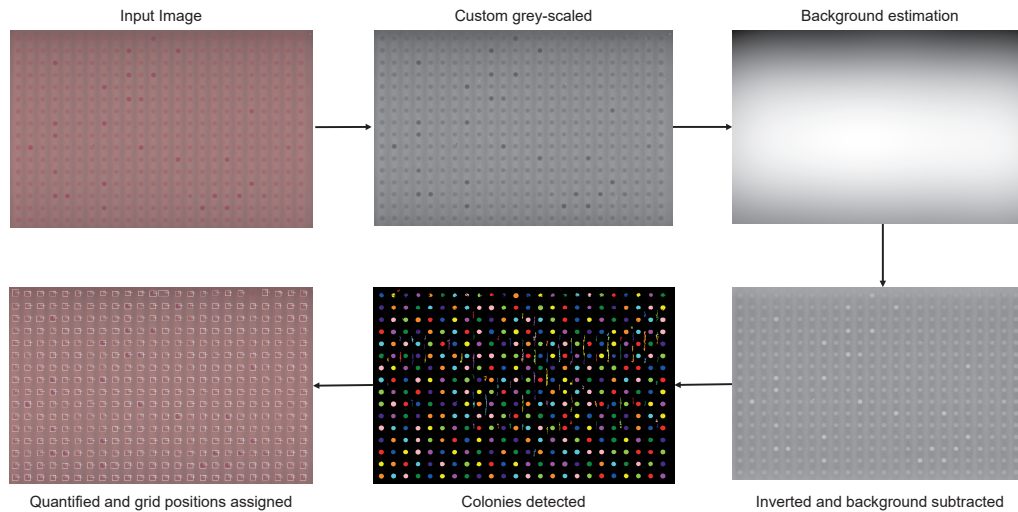 Input Image
Custom grey-scaled
Background estimation
Quantified and grid positions assigned
Colonies detected
Inverted and background subtracted